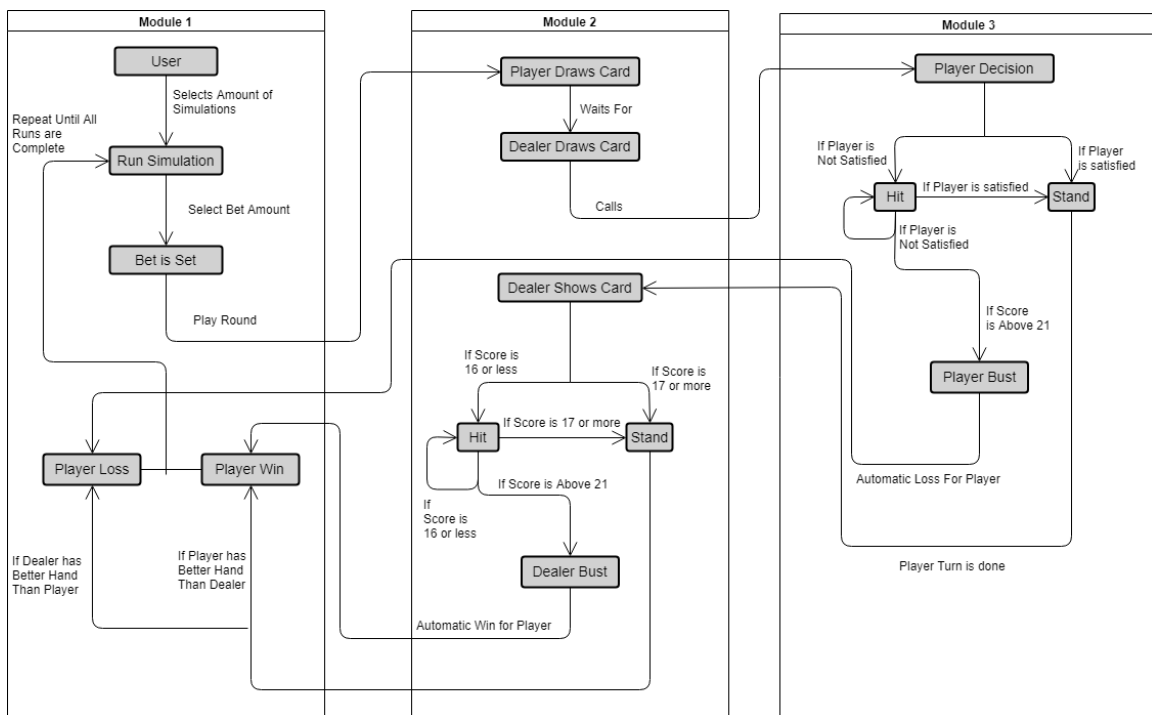 Module 1
User
Selects Amount of
Simulations
Repeat Until All
Runs are
Complete
Run Simulation
Select Bet Amount
Bet is Set
Play Round
Player Loss
Player Win
If Dealer has
Better Hand
Than Player
If Player has
Better Hand
Than Dealer
Module 2
Player Draws Card
Waits For
Dealer Draws Card
Calls
Dealer Shows Card
If Score is
16 or less
If Score is
17 or more
Hit
If Score is 17 or more
Stand
If Score is Above 21
If
Score is
16 or less
Dealer Bust
Automatic Win for Player
Module 3
Player Decision
If Player is
Not Satisfied
If Player
is satisfied
Hit
If Player is satisfied
Stand
If Player is
Not Satisfied
If Score
is Above 21
Player Bust
Automatic Loss For Player
Player Turn is done